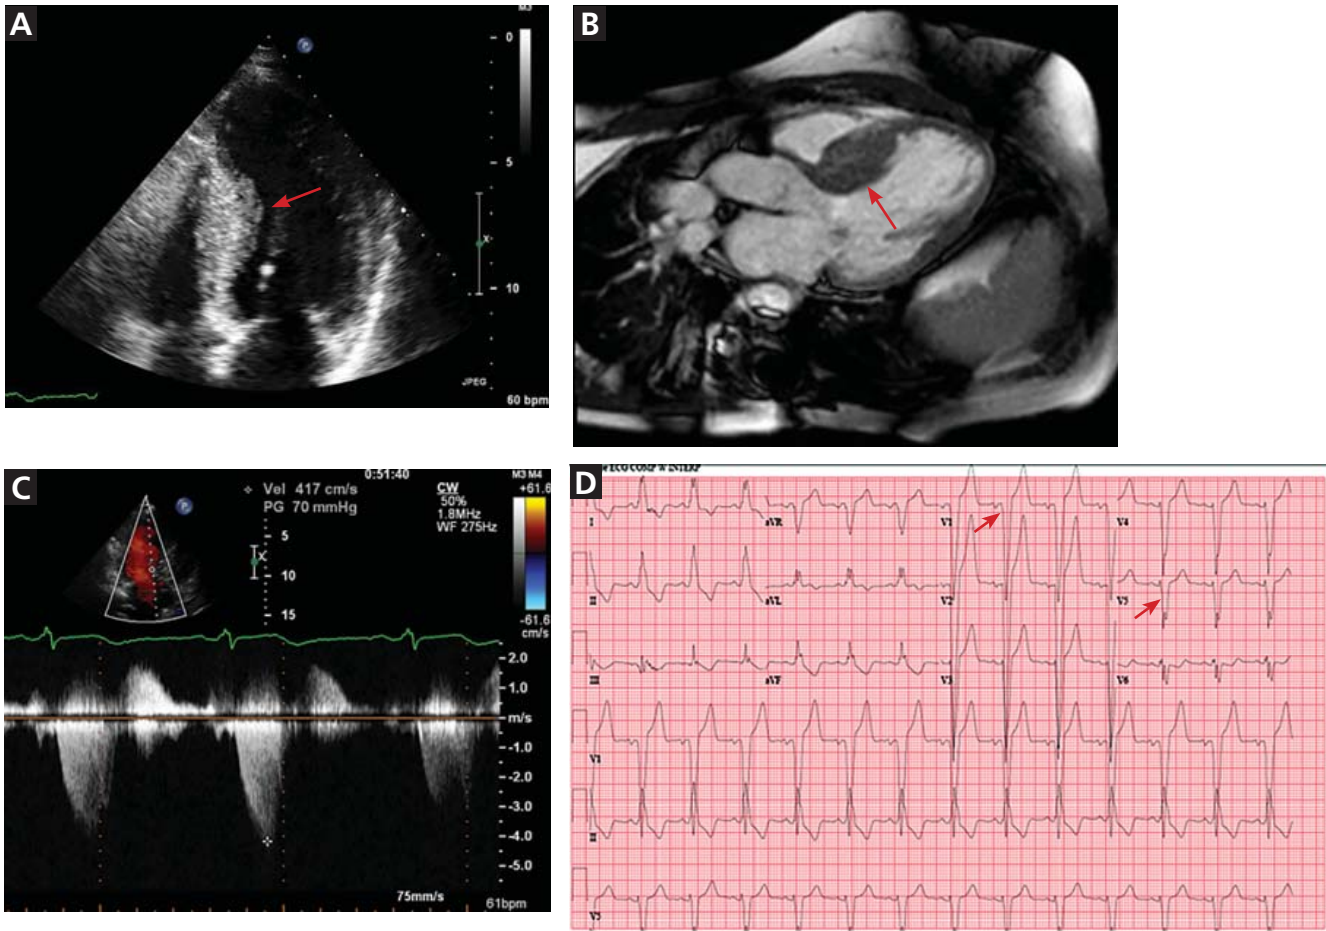 A
M3
0
5
X
10
JPEG
60 bpm
B
C
0:51:40
Vel 417 cm/s
PG 70 mmHg
CW
50%
1.8MHz
WF 275Hz
M3 M4
+61.6
5
X
10
15
-61.6
cm/s
2.0
1.0
m/s
-1.0
-2.0
-3.0
-4.0
-5.0
75mm/s
61bpm
D
ECG COMP W INTERP
I
aVR
V1
V4
II
aVL
V2
V5
III
aVF
V3
V6
V1
II
V5